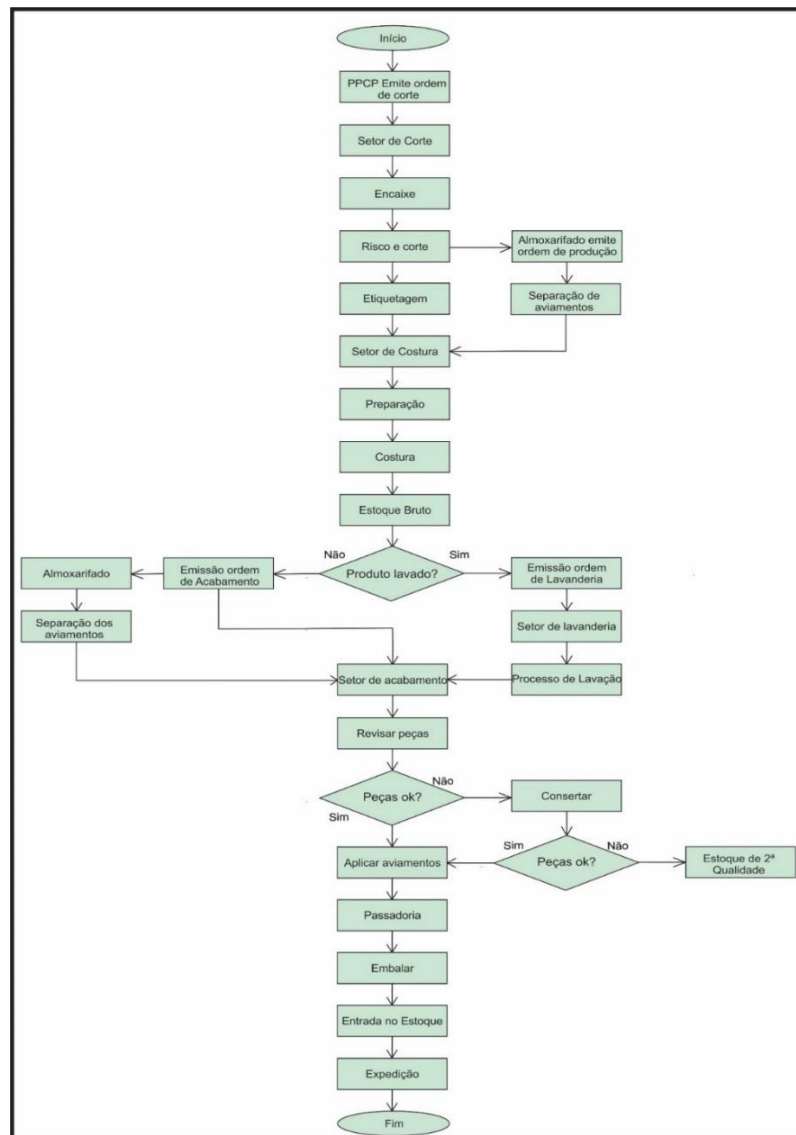 Início
PPCP Emite ordem
de corte
Setor de Corte
Encaixe
Risco e corte
Almoxarifado emite
ordem de produção
Etiquetagem
Separação de
aviamentos
Setor de Costura
Preparação
Costura
Estoque Bruto
Não
Sim
Produto lavado?
Almoxarifado
Emissão ordem
de Acabamento
Emissão ordem
de Lavanderia
Separação dos
aviamentos
Setor de lavanderia
Setor de acabamento
Processo de Lavação
Revisar peças
Peças ok?
Não
Sim
Consertar
Aplicar aviamentos
Sim
Peças ok?
Não
Estoque de 2ª
Qualidade
Passadoria
Embalar
Entrada no Estoque
Expedição
Fim